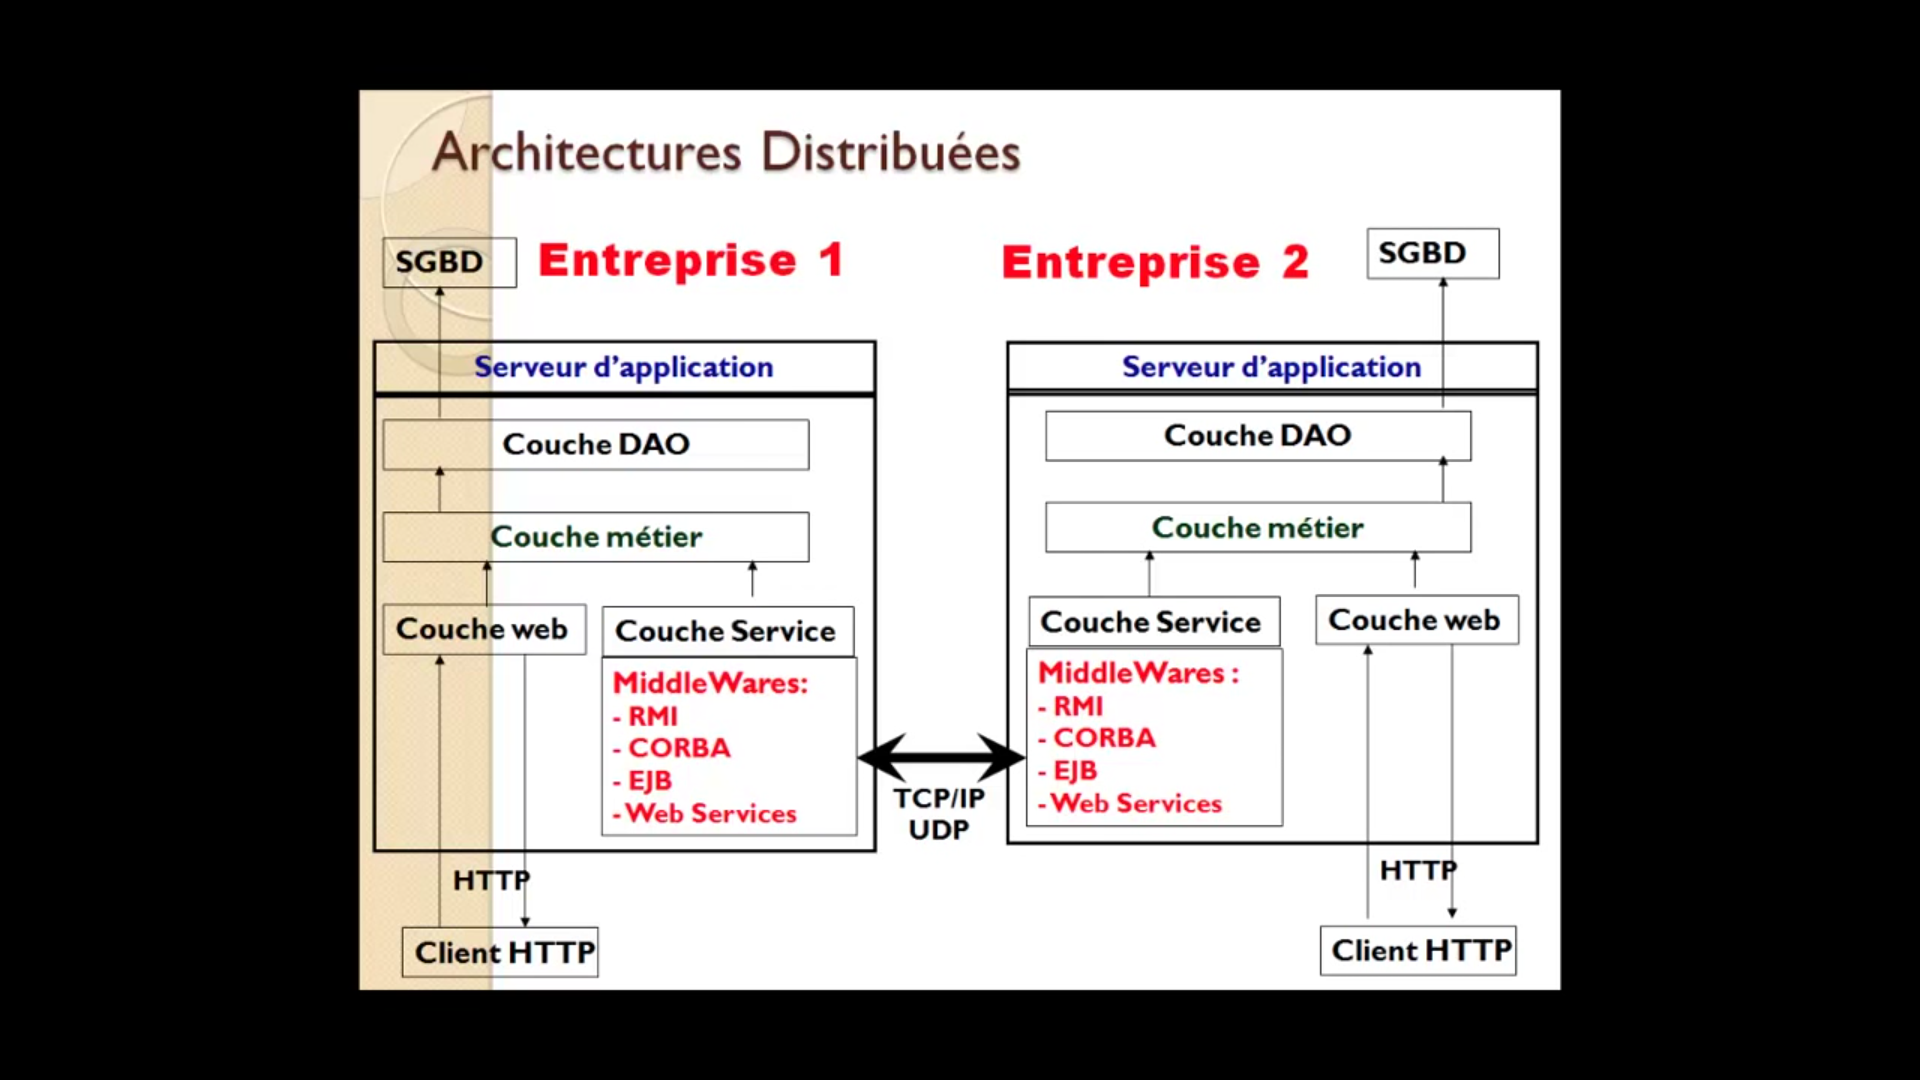 Architectures Distribuées
SGBD
Entreprise 1
Serveur d'application
Couche DAO
Couche métier
Couche web
Couche Service
MiddleWares:
- RMI
- CORBA
- EJB
- Web Services
HTTP
Client HTTP
TCP/IP
UDP
Entreprise 2
SGBD
Serveur d'application
Couche DAO
Couche métier
Couche Service
Couche web
MiddleWares :
- RMI
- CORBA
- EJB
- Web Services
HTTP
Client HTTP